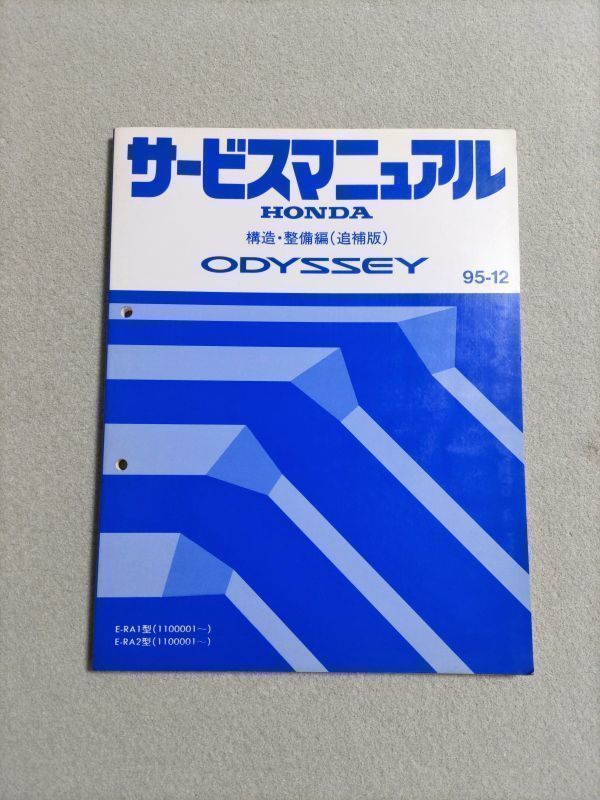 サービスマニュアル
HONDA
構造・整備編(追補版)
ODYSSEY
95-12
E-RA1型(1100001～)
E-RA2型(1100001～)